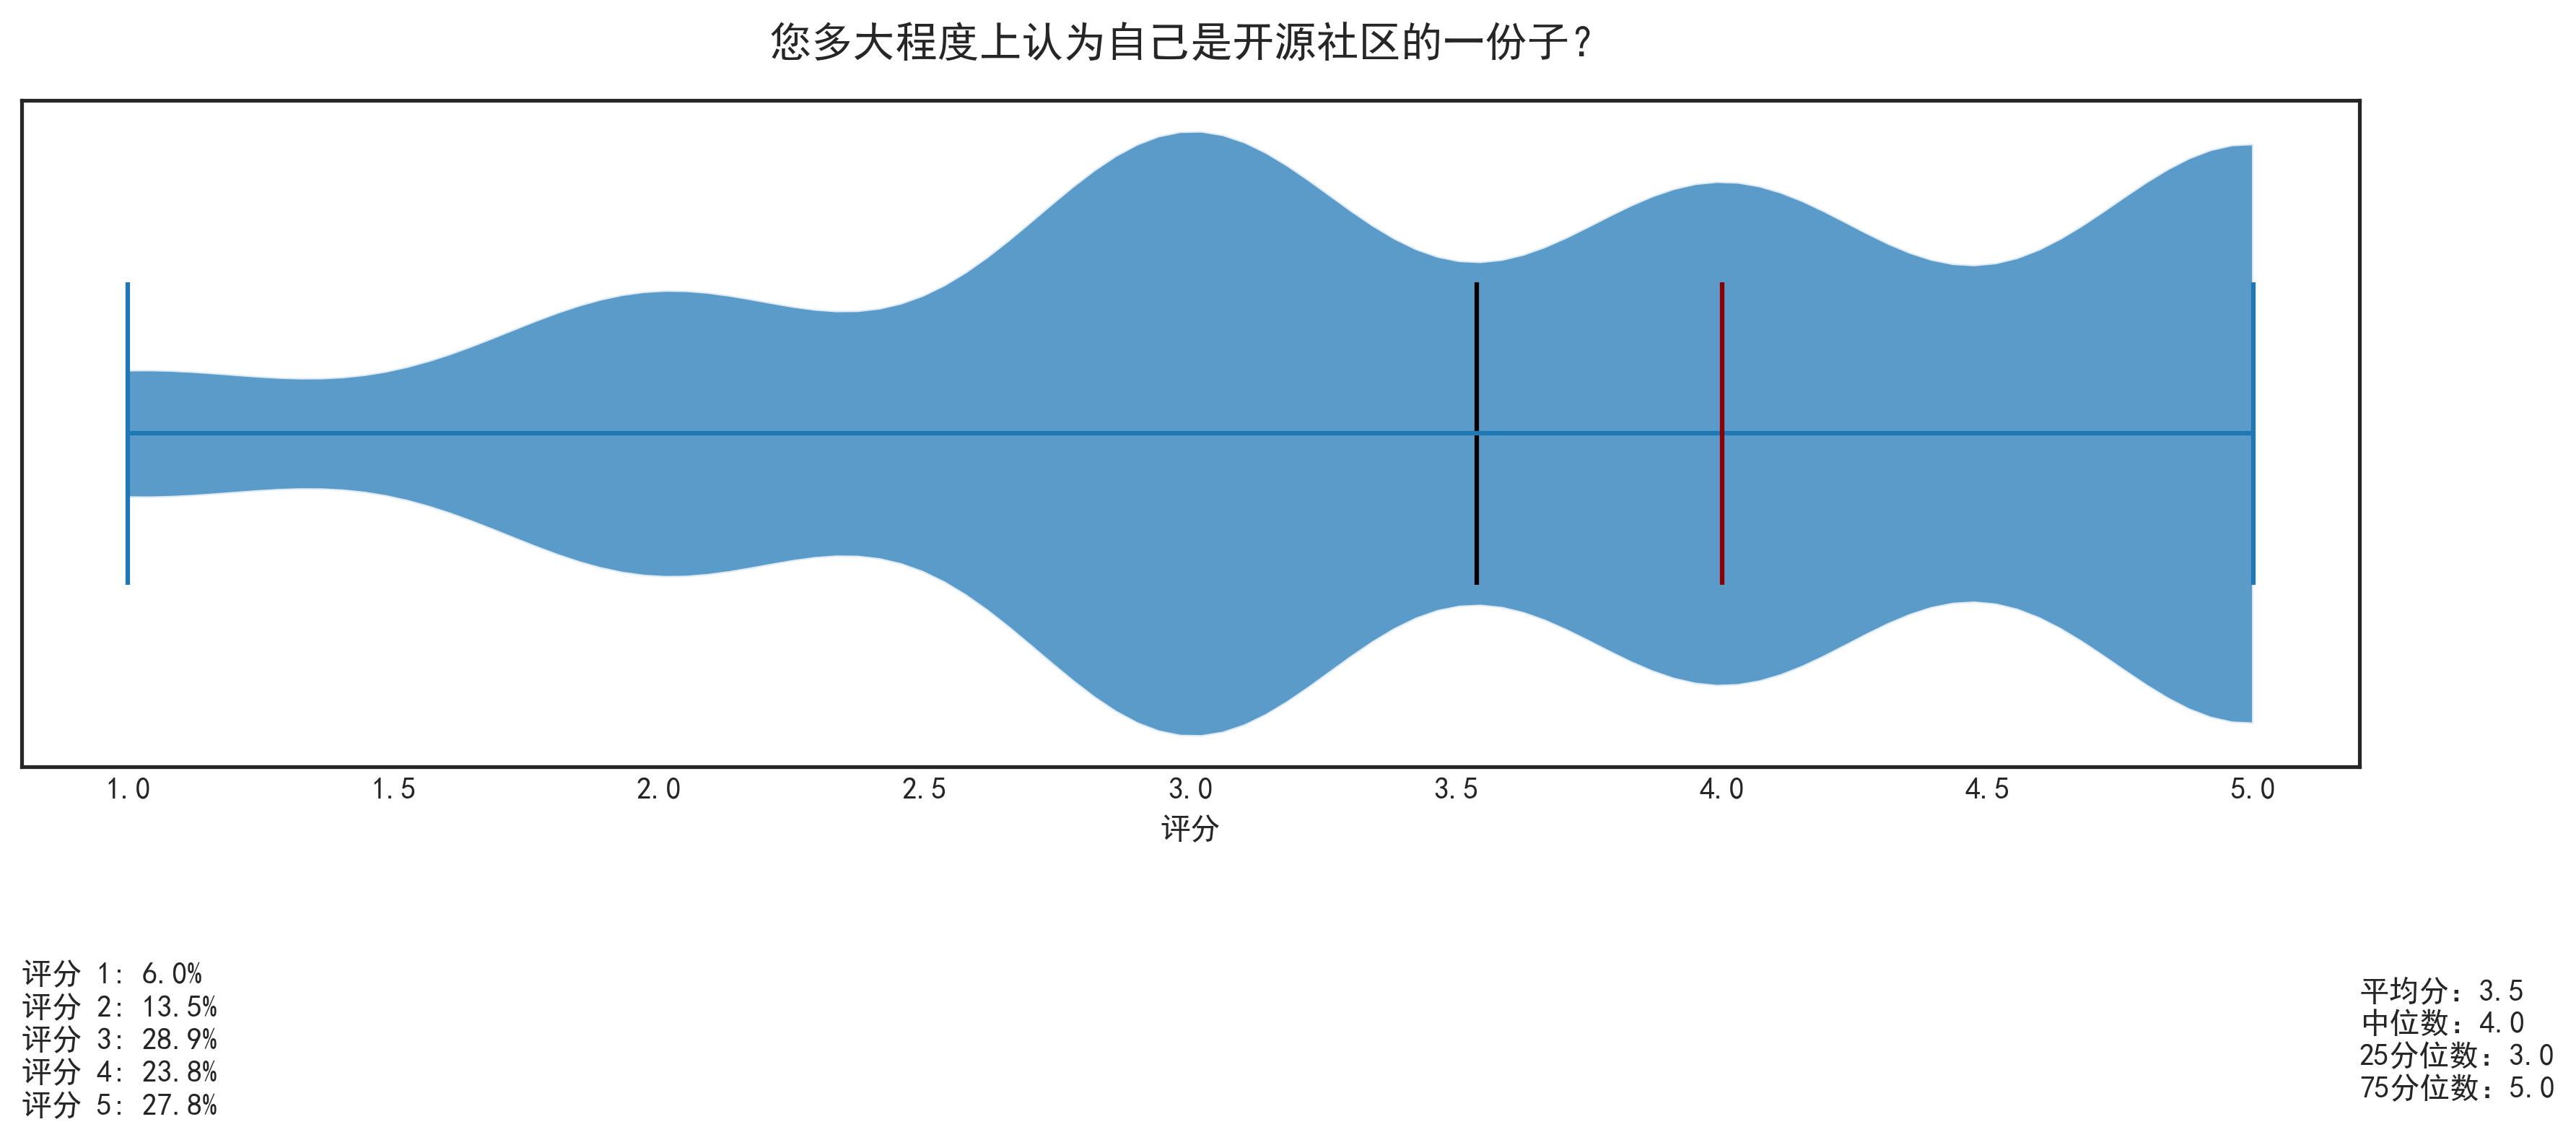 您多大程度上认为自己是开源社区的一份子？
1.0 1.5 2.0 2.5 3.0 3.5 4.0 4.5 5.0
评分
评分 1: 6.0%
评分 2: 13.5%
评分 3: 28.9%
评分 4: 23.8%
评分 5: 27.8%
平均分：3.5
中位数：4.0
25分位数：3.0
75分位数：5.0